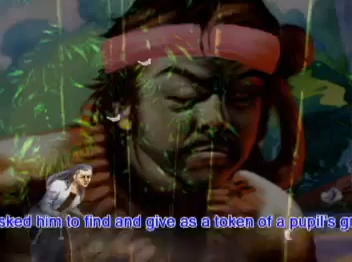 sked him to find and give as a token of a pupil's gr